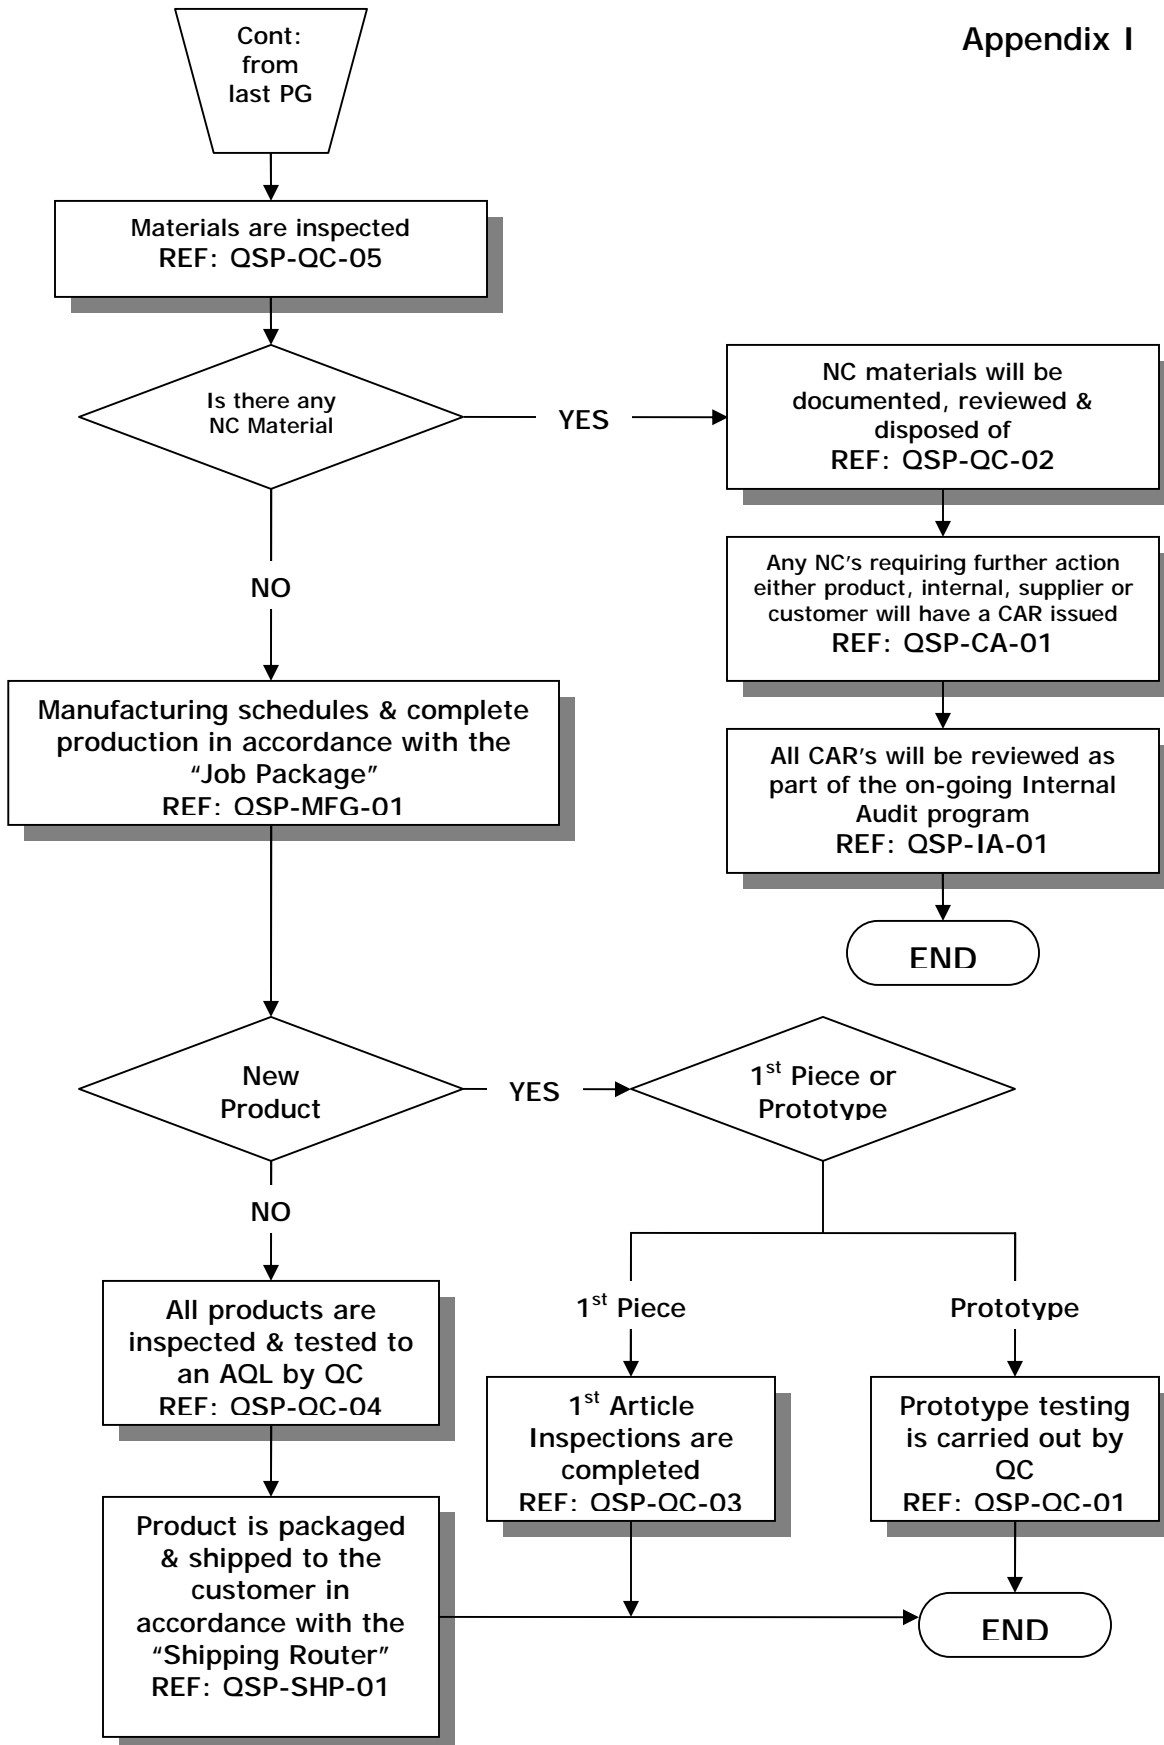 Appendix I
Cont:
from
last PG
Materials are inspected
REF: QSP-QC-05
Is there any
NC Material
YES
NC materials will be
documented, reviewed &
disposed of
REF: QSP-QC-02
Any NC's requiring further action
either product, internal, supplier or
customer will have a CAR issued
REF: QSP-CA-01
All CAR's will be reviewed as
part of the on-going Internal
Audit program
REF: QSP-IA-01
END
NO
Manufacturing schedules & complete
production in accordance with the
“Job Package”
REF: QSP-MFG-01
New
Product
YES
1st Piece or
Prototype
NO
1st Piece
Prototype
All products are
inspected & tested to
an AQL by QC
REF: QSP-QC-04
1st Article
Inspections are
completed
REF: QSP-QC-03
Prototype testing
is carried out by
QC
REF: QSP-QC-01
Product is packaged
& shipped to the
customer in
accordance with the
“Shipping Router”
REF: QSP-SHP-01
END